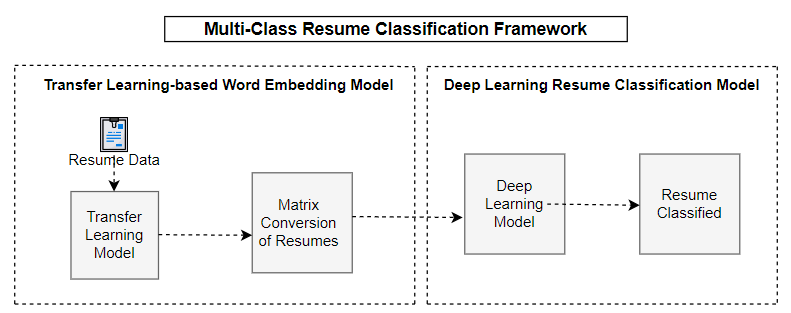 Multi-Class Resume Classification Framework
Transfer Learning-based Word Embedding Model
Resume Data
Transfer
Learning
Model
Matrix
Conversion
of Resumes
Deep Learning Resume Classification Model
Deep
Learning
Model
Resume
Classified